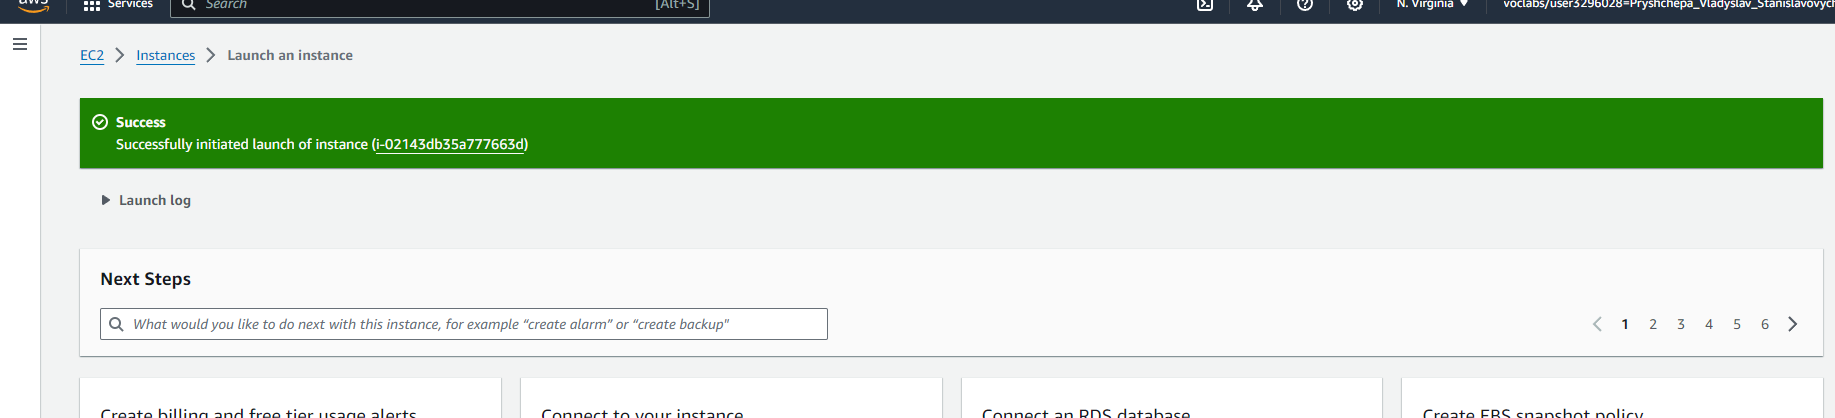 aws
Services
Search
[Alt+S]
N. Virginia
voclabs/user3296028=Pryshchepa_Vladyslav_Stanislavovych
EC2 Instances Launch an instance
Success
Successfully initiated launch of instance (i-02143db35a777663d)
Launch log
Next Steps
What would you like to do next with this instance, for example “create alarm” or “create backup"
1 2 3 4 5 6
Create billing and free tier usage alerts
Connect to your instance
Connect an RDS database
Create EBS snapshot policy